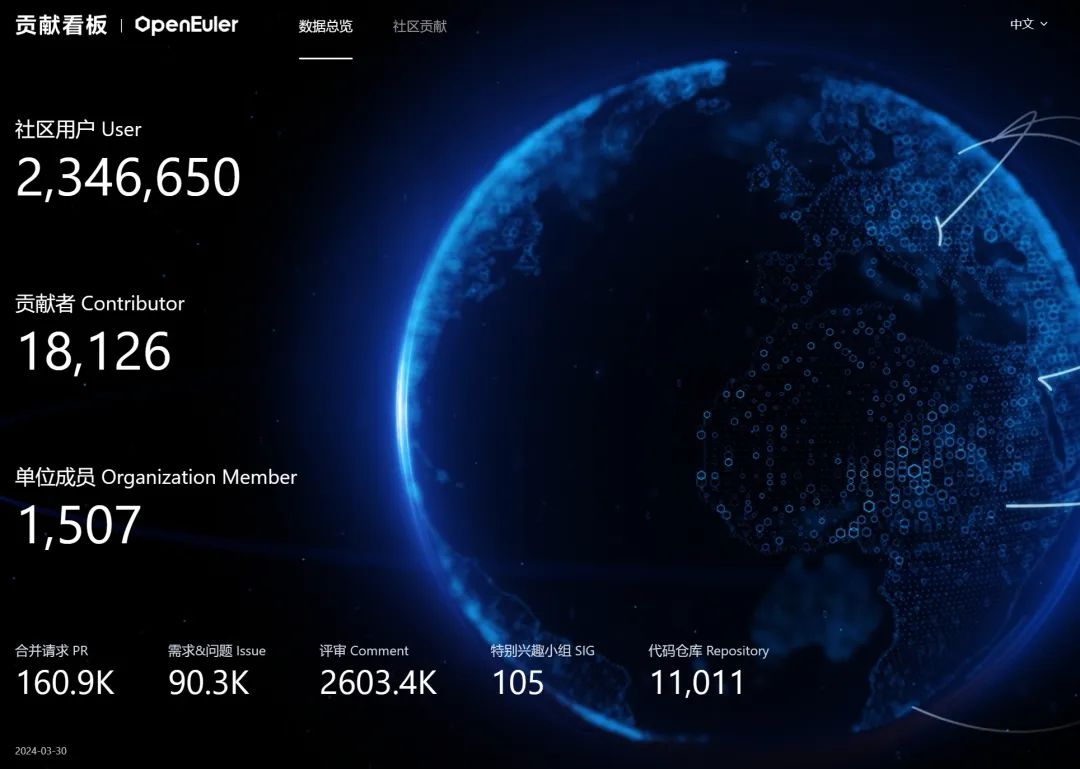 贡献看板 | OpenEuler 数据总览 社区贡献 中文
社区用户 User
2,346,650
贡献者 Contributor
18,126
单位成员 Organization Member
1,507
合并请求 PR 需求&问题 Issue 评审 Comment 特别兴趣小组 SIG 代码仓库 Repository
160.9K 90.3K 2603.4K 105 11,011
2024-03-30